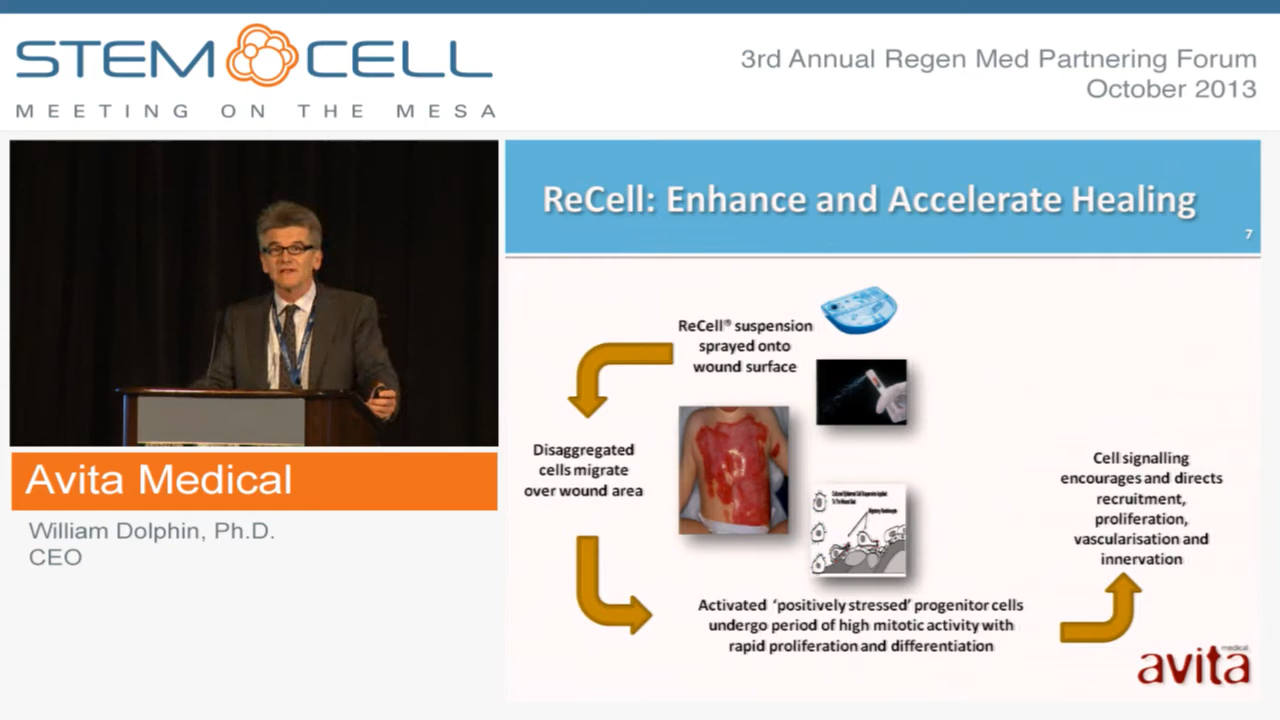 STEM CELL
MEETING ON THE MESA
3rd Annual Regen Med Partnering Forum
October 2013
ReCell: Enhance and Accelerate Healing
7
ReCell® suspension
sprayed onto
wound surface
Disaggregated
cells migrate
over wound area
Activated ‘positively stressed’ progenitor cells
undergo period of high mitotic activity with
rapid proliferation and differentiation
Cell signalling
encourages and directs
recruitment,
proliferation,
vascularisation and
innervation
medical
avita
Avita Medical
William Dolphin, Ph.D.
CEO